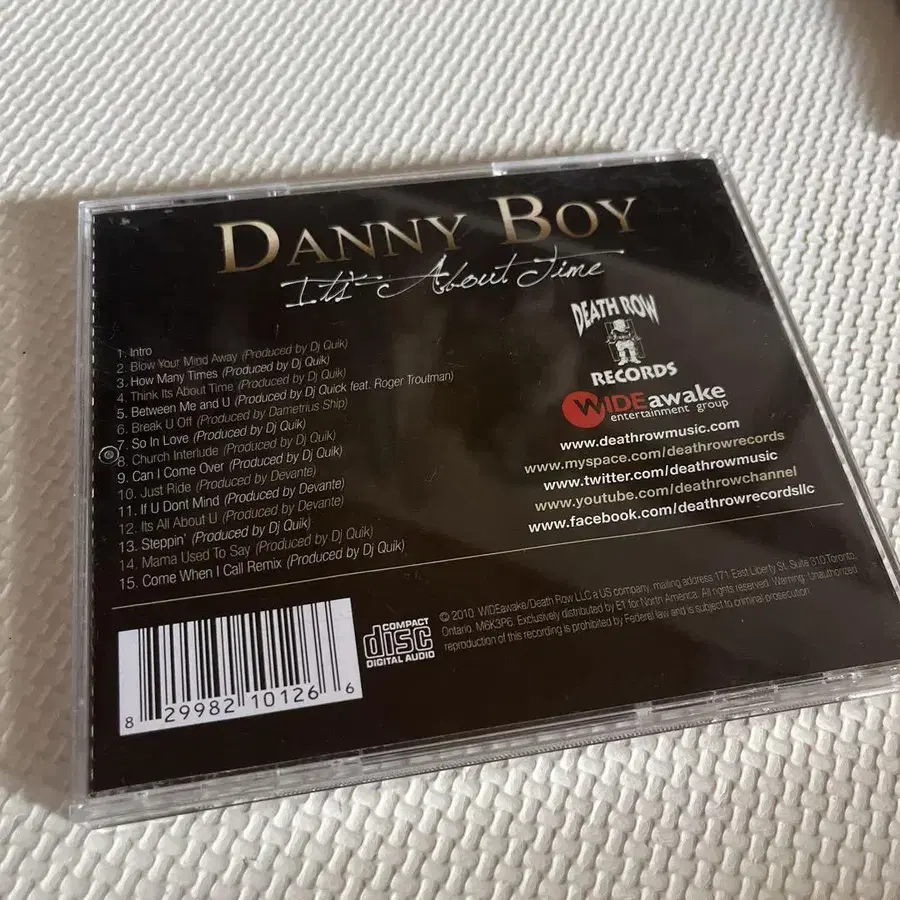 DANNY BOY
It's About Time
1. Intro
2. Blow Your Mind Away (Produced by Dj Quik)
3. How Many Times (Produced by Dj Quik)
4. Think Its About Time (Produced by Dj Quik)
5. Between Me and U (Produced by Dj Quick feat. Roger Troutman)
6. Break U Off (Produced by Dametrius Ship)
7. So In Love (Produced by Dj Quik)
8. Church Interlude (Produced by Dj Quik)
9. Can I Come Over (Produced by Dj Quik)
10. Just Ride (Produced by Devante)
11. If U Dont Mind (Produced by Devante)
12. Its All About U (Produced by Devante)
13. Steppin' (Produced by Dj Quik)
14. Mama Used To Say (Produced by Dj Quik)
15. Come When I Call Remix (Produced by Dj Quik)
DEATH ROW
RECORDS
WIDEawake
entertainment group
www.deathrowmusic.com
www.myspace.com/deathrowrecords
www.twitter.com/deathrowmusic
www.youtube.com/deathrowchannel
www.facebook.com/deathrowrecordsllc
8 29982 10126 6
COMPACT
disc
DIGITAL AUDIO
© 2010 WIDEawake/Death Row LLC a US company, mailing address 171 East Liberty St, Suite 310 Toronto,
Ontario, M6K3P6. Exclusively distributed by E1 for North America. All rights reserved. Warning: Unauthorized
reproduction of this recording is prohibited by Federal law and is subject to criminal prosecution.